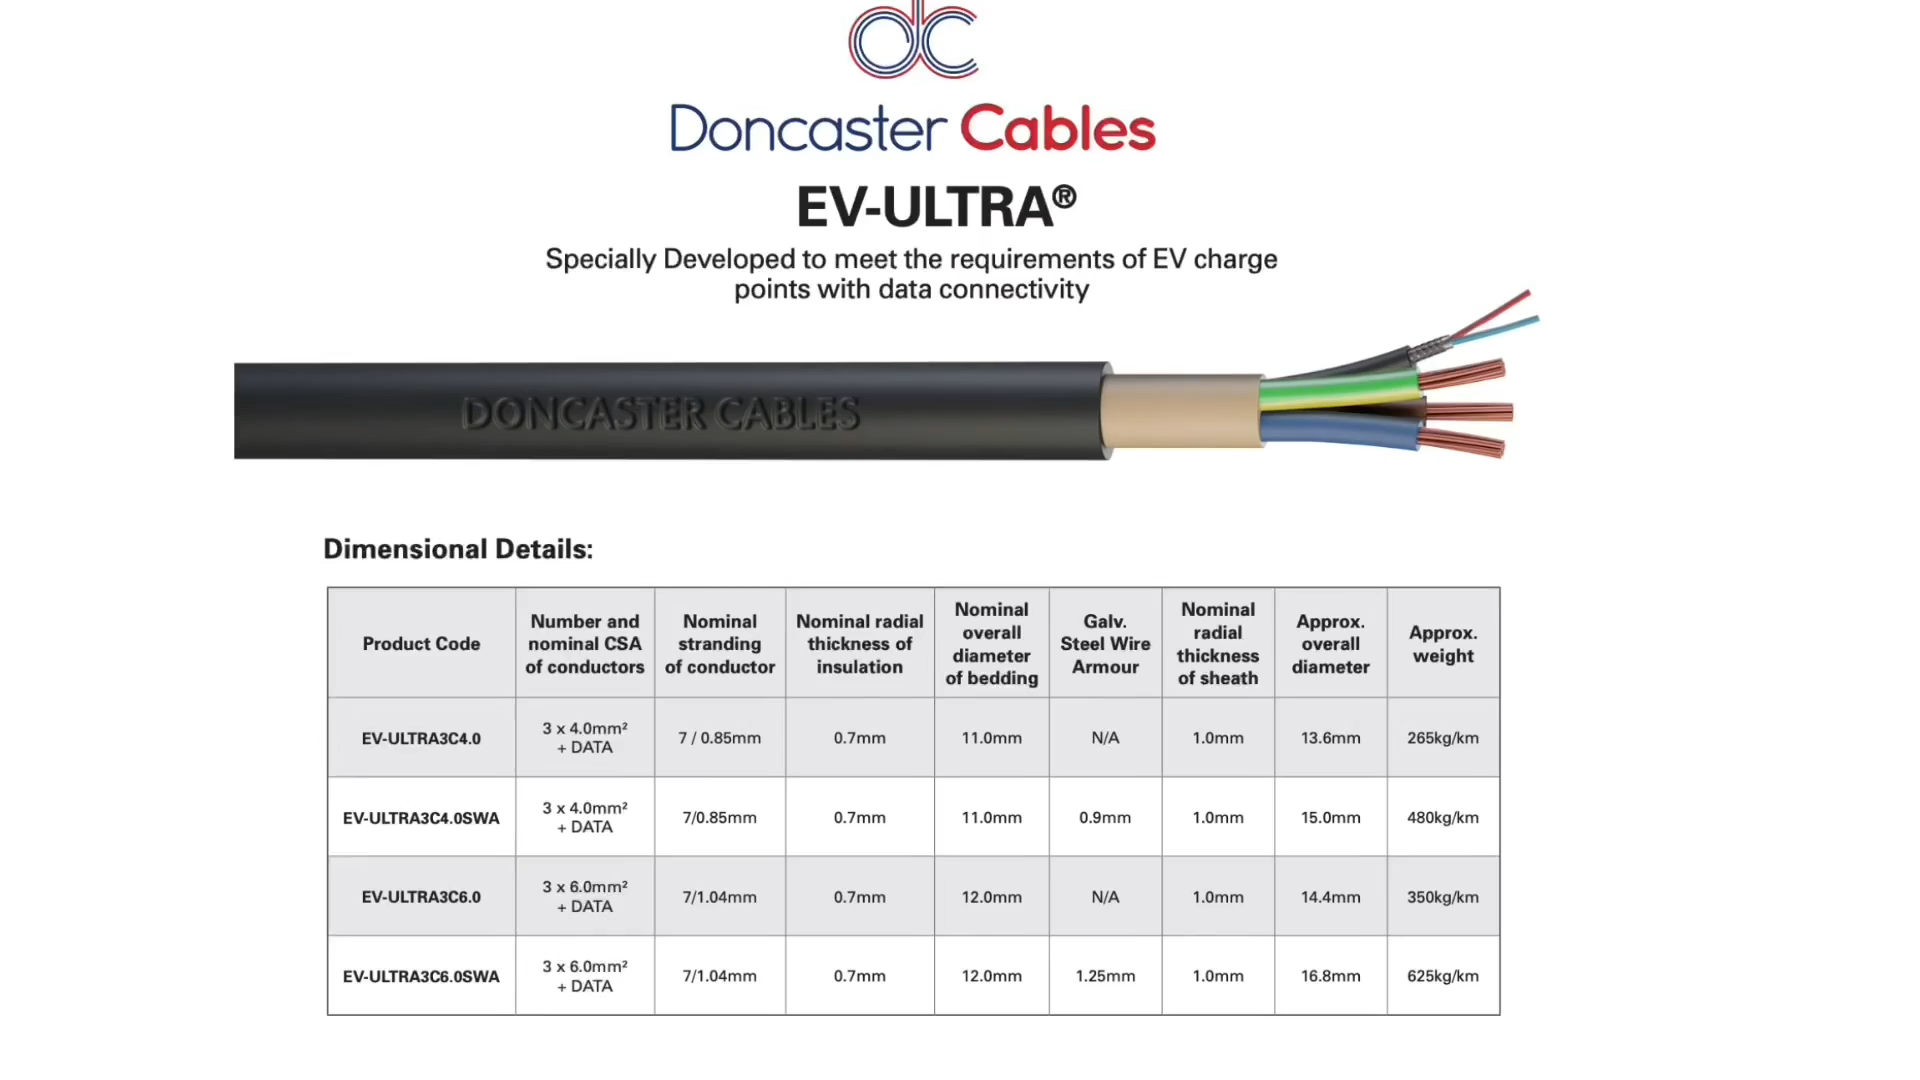 dc
Doncaster Cables
EV-ULTRA®
Specially Developed to meet the requirements of EV charge
points with data connectivity
DONCASTER CABLES
Dimensional Details:
Product Code
Number and
nominal CSA
of conductors
Nominal
stranding
of conductor
Nominal radial
thickness of
insulation
Nominal
overall
diameter
of bedding
Galv.
Steel Wire
Armour
Nominal
radial
thickness
of sheath
Approx.
overall
diameter
Approx.
weight
EV-ULTRA3C4.0
3 x 4.0mm²
+ DATA
7 / 0.85mm
0.7mm
11.0mm
N/A
1.0mm
13.6mm
265kg/km
EV-ULTRA3C4.0SWA
3 x 4.0mm²
+ DATA
7/0.85mm
0.7mm
11.0mm
0.9mm
1.0mm
15.0mm
480kg/km
EV-ULTRA3C6.0
3 x 6.0mm²
+ DATA
7/1.04mm
0.7mm
12.0mm
N/A
1.0mm
14.4mm
350kg/km
EV-ULTRA3C6.0SWA
3 x 6.0mm²
+ DATA
7/1.04mm
0.7mm
12.0mm
1.25mm
1.0mm
16.8mm
625kg/km